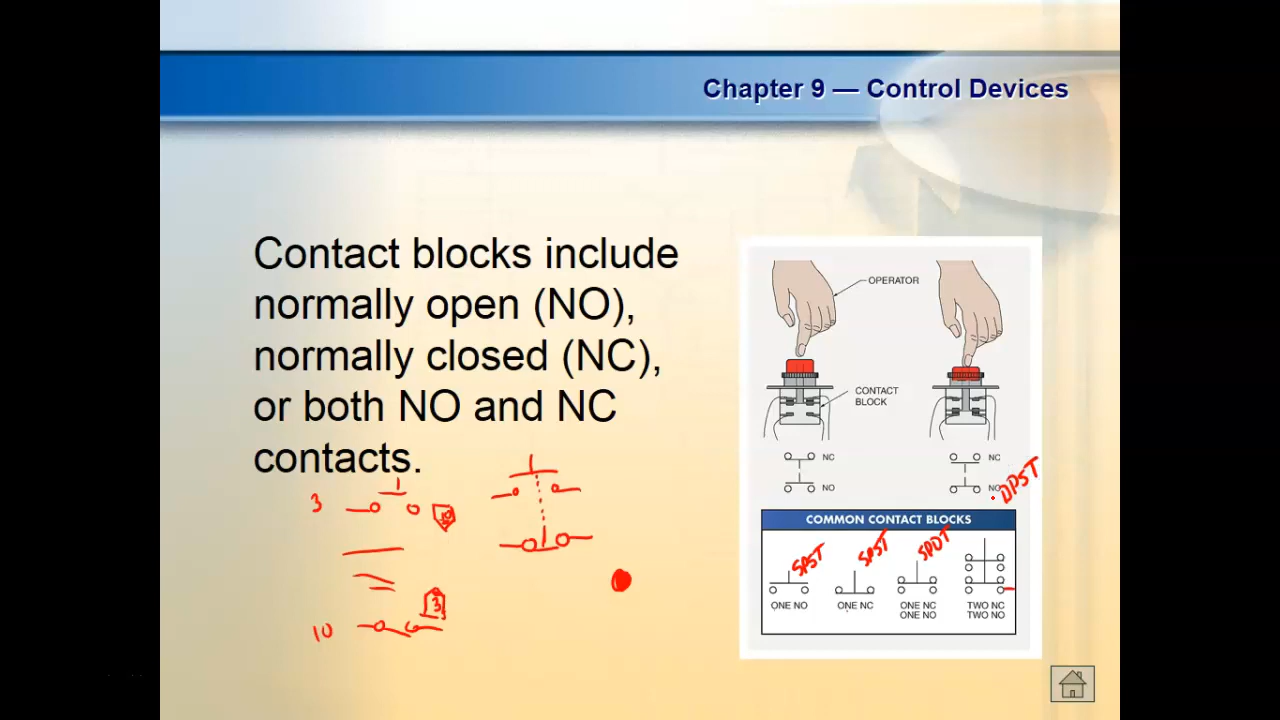 Chapter 9 — Control Devices
Contact blocks include
normally open (NO),
normally closed (NC),
or both NO and NC
contacts.
OPERATOR
CONTACT
BLOCK
NC
NO
NC
NO
DPST
3
10
3
10
COMMON CONTACT BLOCKS
SPST
SPST
SPDT
ONE NO
ONE NC
ONE NC
ONE NO
TWO NC
TWO NO